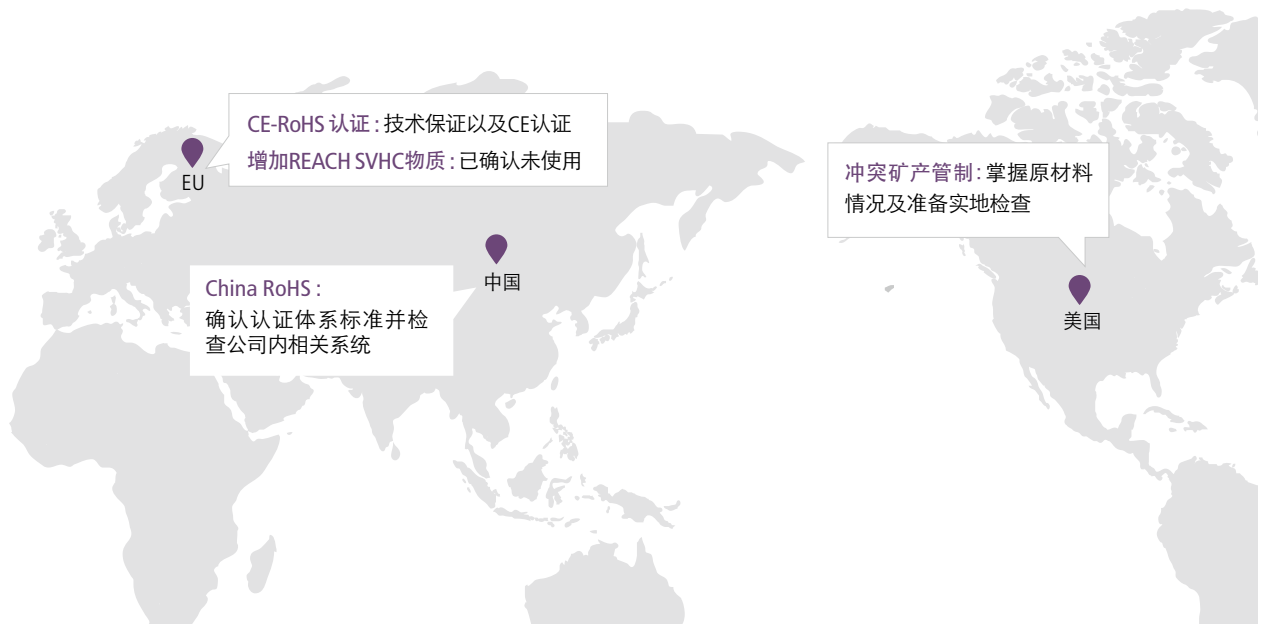 CE-RoHS 认证 : 技术保证以及CE认证
增加REACH SVHC物质 : 已确认未使用
EU
冲突矿产管制: 掌握原材料
情况及准备实地检查
中国
China RoHS :
确认认证体系标准并检
查公司内相关系统
美国